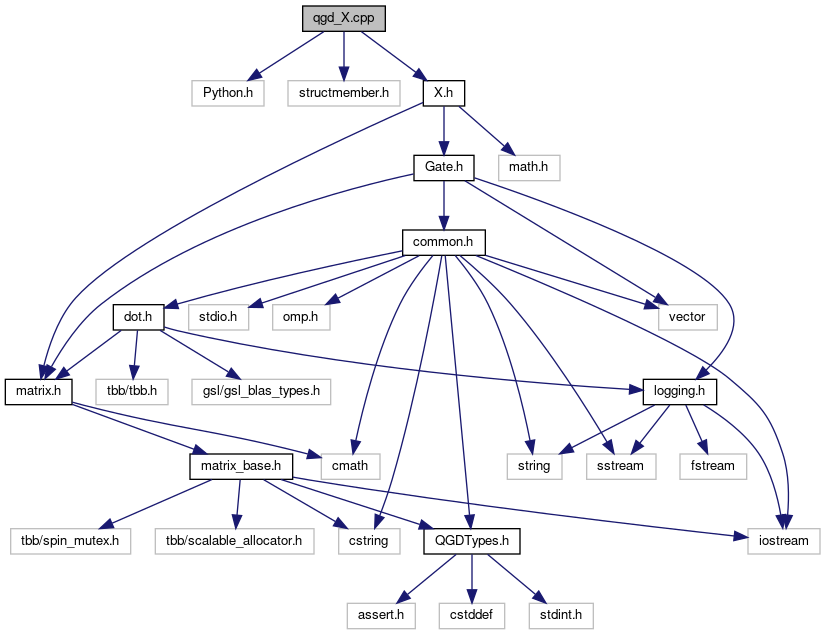 qgd_X.cpp
Python.h
structmember.h
X.h
Gate.h
math.h
common.h
dot.h
stdio.h
omp.h
vector
matrix.h
tbb/tbb.h
gsl/gsl_blas_types.h
logging.h
matrix_base.h
cmath
string
sstream
fstream
tbb/spin_mutex.h
tbb/scalable_allocator.h
cstring
QGDTypes.h
iostream
assert.h
cstddef
stdint.h